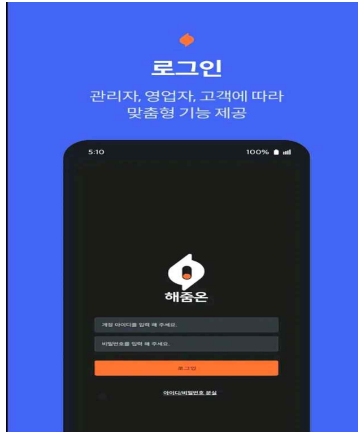 로그인
관리자, 영업자, 고객에 따라
맞춤형 기능 제공
5:10 100%
해줌온
계정 아이디를 입력 해 주세요.
비밀번호를 입력 해 주세요.
로그인
아이디/비밀번호 분실